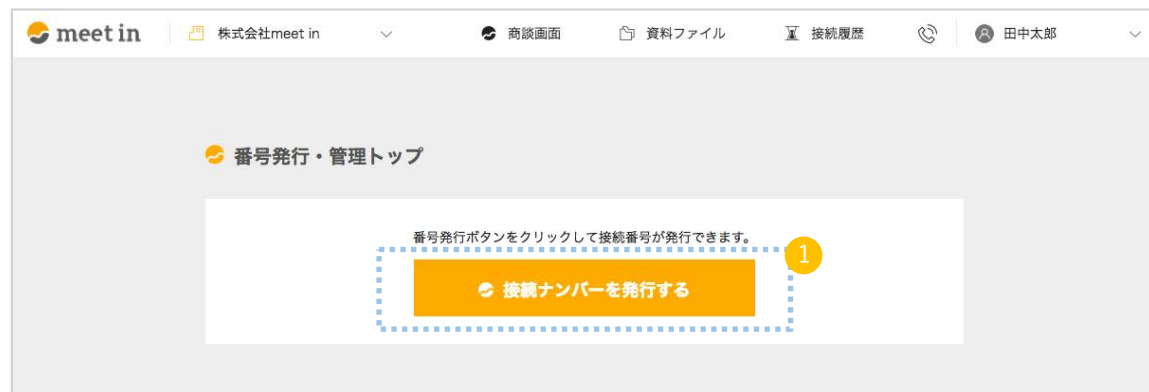 meet in 株式会社meet in 商談画面 資料ファイル 接続履歴 田中太郎
番号発行・管理トップ
番号発行ボタンをクリックして接続番号が発行できます。
1
接続ナンバーを発行する